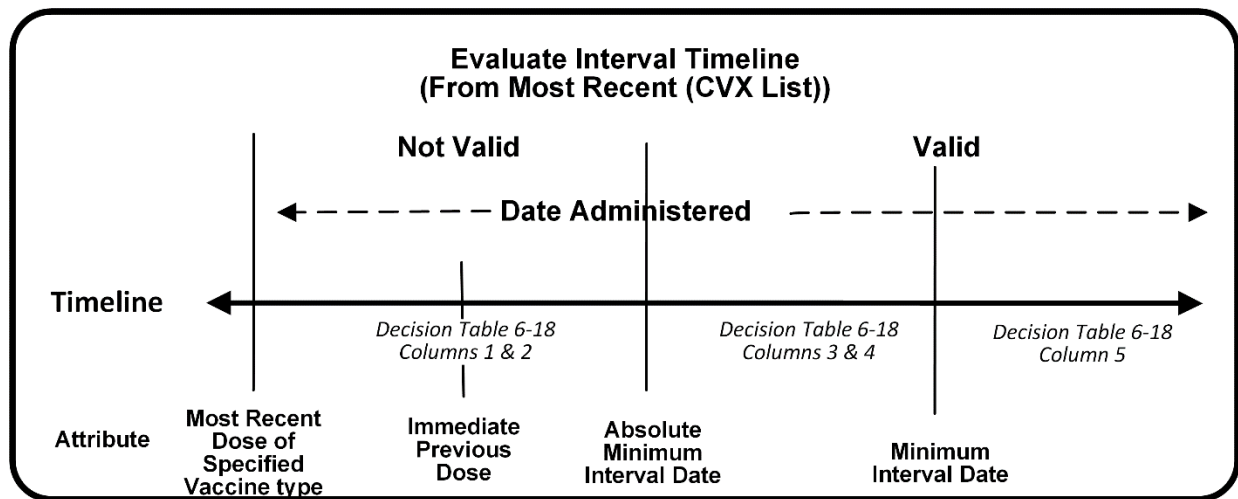 Evaluate Interval Timeline
(From Most Recent (CVX List))
Not Valid
Valid
Date Administered
Timeline
Decision Table 6-18
Columns 1 & 2
Decision Table 6-18
Columns 3 & 4
Decision Table 6-18
Column 5
Attribute
Most Recent
Dose of
Specified
Vaccine type
Immediate
Previous
Dose
Absolute
Minimum
Interval Date
Minimum
Interval Date